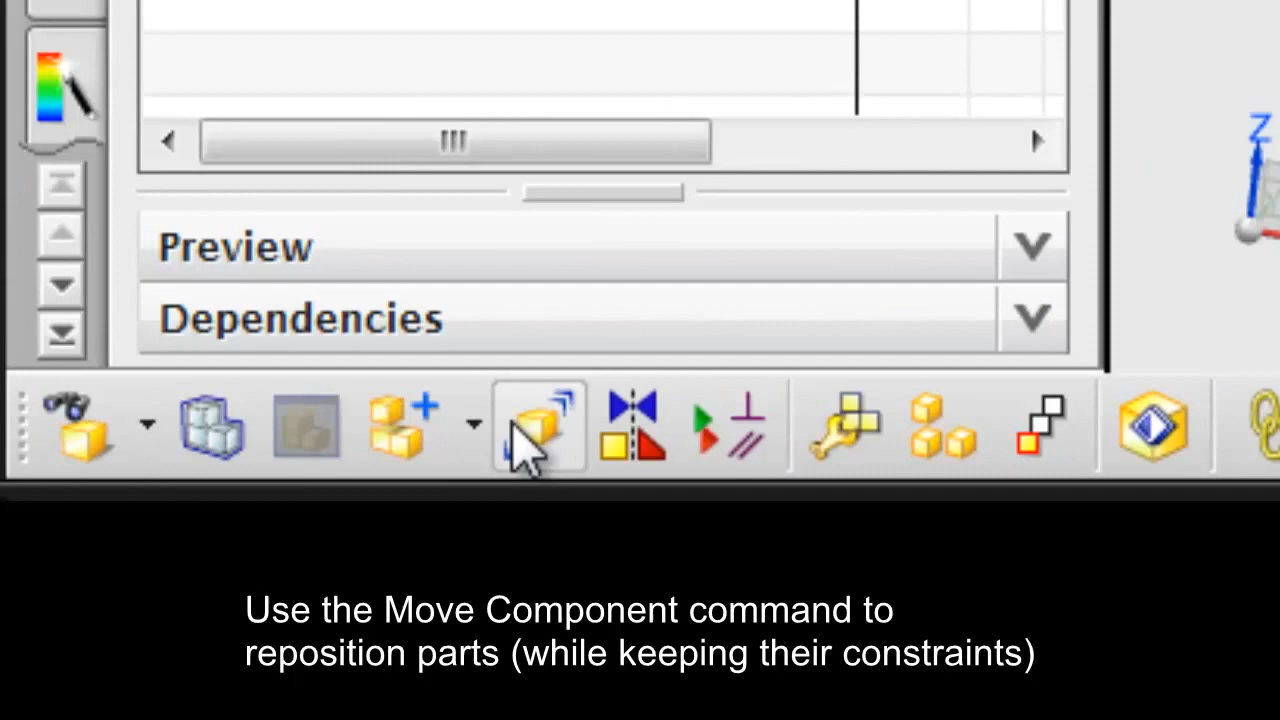 Z
Preview
Dependencies
Use the Move Component command to
reposition parts (while keeping their constraints)